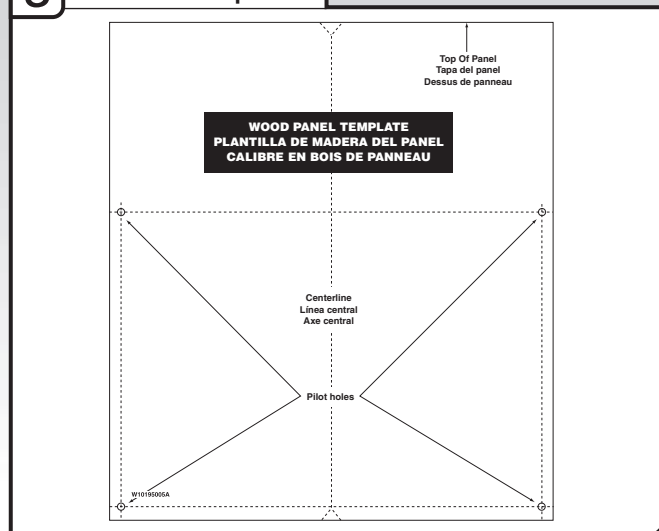 Top Of Panel
Tapa del panel
Dessus de panneau
WOOD PANEL TEMPLATE
PLANTILLA DE MADERA DEL PANEL
CALIBRE EN BOIS DE PANNEAU
Centerline
Línea central
Axe central
Pilot holes
W10195005A